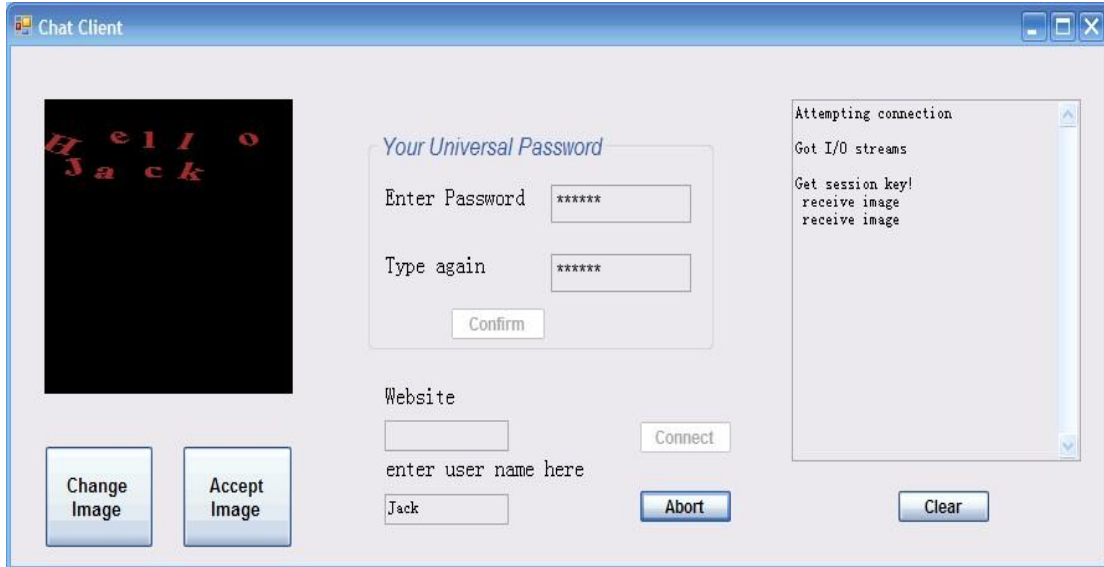 Chat Client
Hello
Jack
Your Universal Password
Enter Password
******
Type again
******
Confirm
Website
Connect
enter user name here
Jack
Abort
Change
Image
Accept
Image
Attempting connection
Got I/O streams
Get session key!
receive image
receive image
Clear